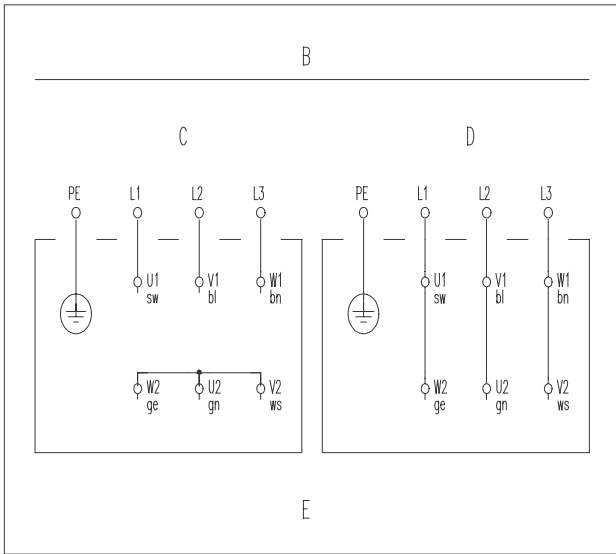 B
C D
PE L1 L2 L3 PE L1 L2 L3
U1 V1 W1 U1 V1 W1
sw bl bn sw bl bn
W2 U2 V2 W2 U2 V2
ge gn ws ge gn ws
E